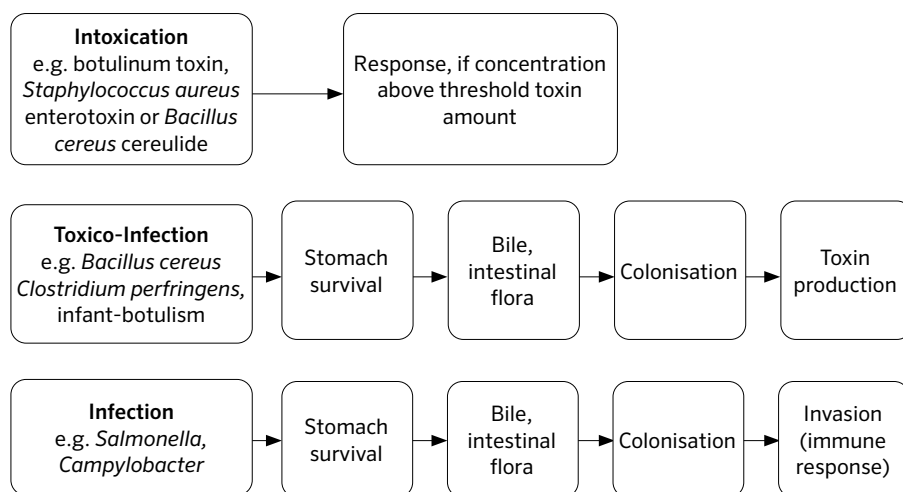 Intoxication
e.g. botulinum toxin,
Staphylococcus aureus
enterotoxin or Bacillus
cereus cereulide
Response, if concentration
above threshold toxin
amount
Toxico-Infection
e.g. Bacillus cereus
Clostridium perfringens,
infant-botulism
Stomach
survival
Bile,
intestinal
flora
Colonisation
Toxin
production
Infection
e.g. Salmonella,
Campylobacter
Stomach
survival
Bile,
intestinal
flora
Colonisation
Invasion
(immune
response)